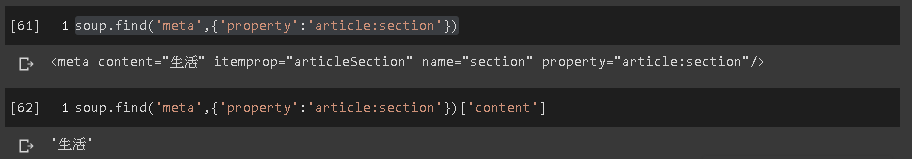 [61] 1 soup.find('meta',{'property':'article:section'})
<meta content="生活" itemprop="articleSection" name="section" property="article:section"/>
[62] 1 soup.find('meta',{'property':'article:section'})['content']
'生活'